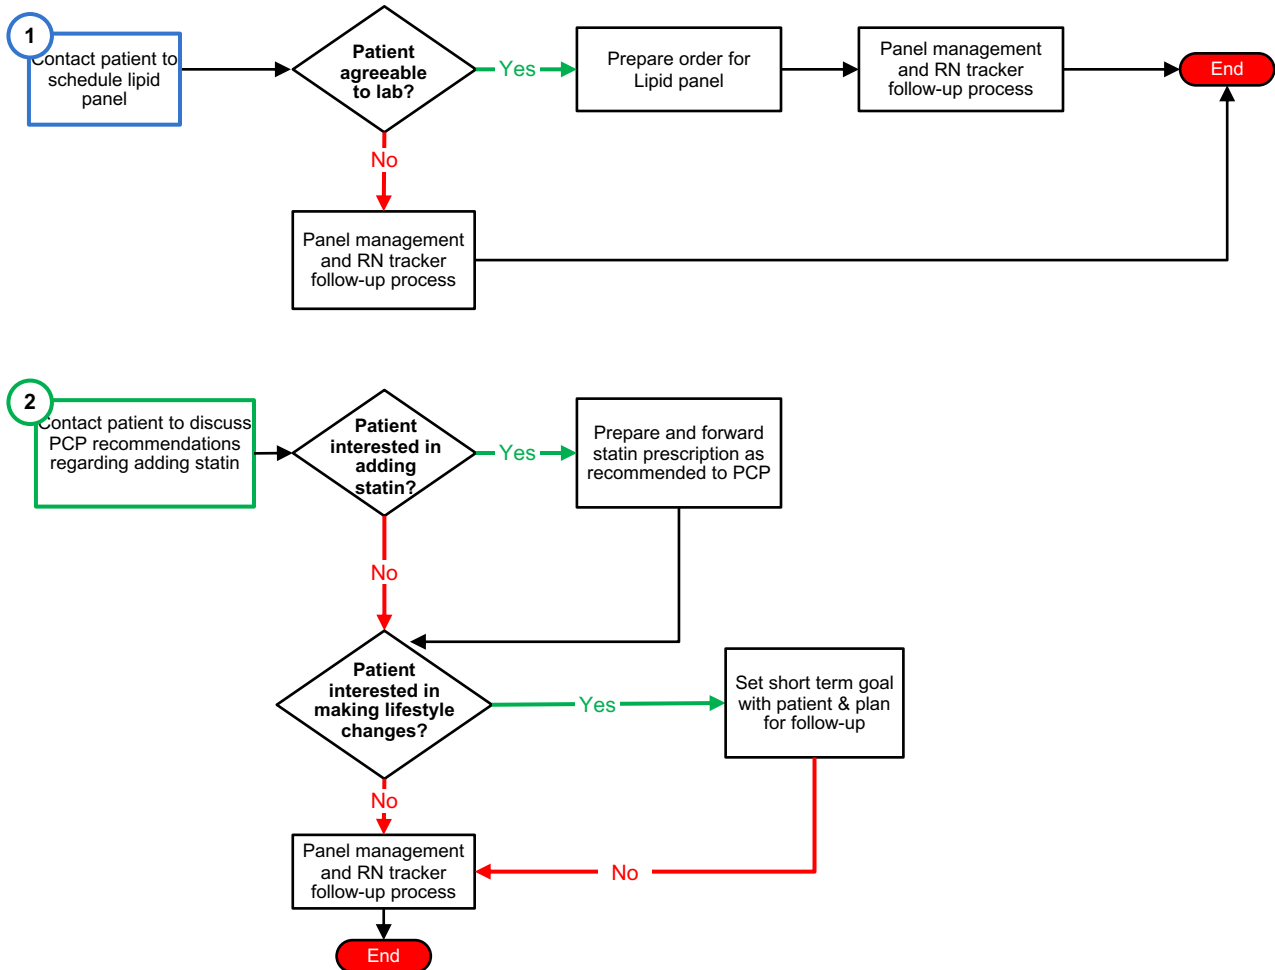 1
Contact patient to
schedule lipid
panel
Patient
agreeable
to lab?
Yes
Prepare order for
Lipid panel
Panel management
and RN tracker
follow-up process
End
No
Panel management
and RN tracker
follow-up process
2
Contact patient to discuss
PCP recommendations
regarding adding statin
Patient
interested in
adding
statin?
Yes
Prepare and forward
statin prescription as
recommended to PCP
No
Patient
interested in
making lifestyle
changes?
Yes
Set short term goal
with patient & plan
for follow-up
No
Panel management
and RN tracker
follow-up process
No
End